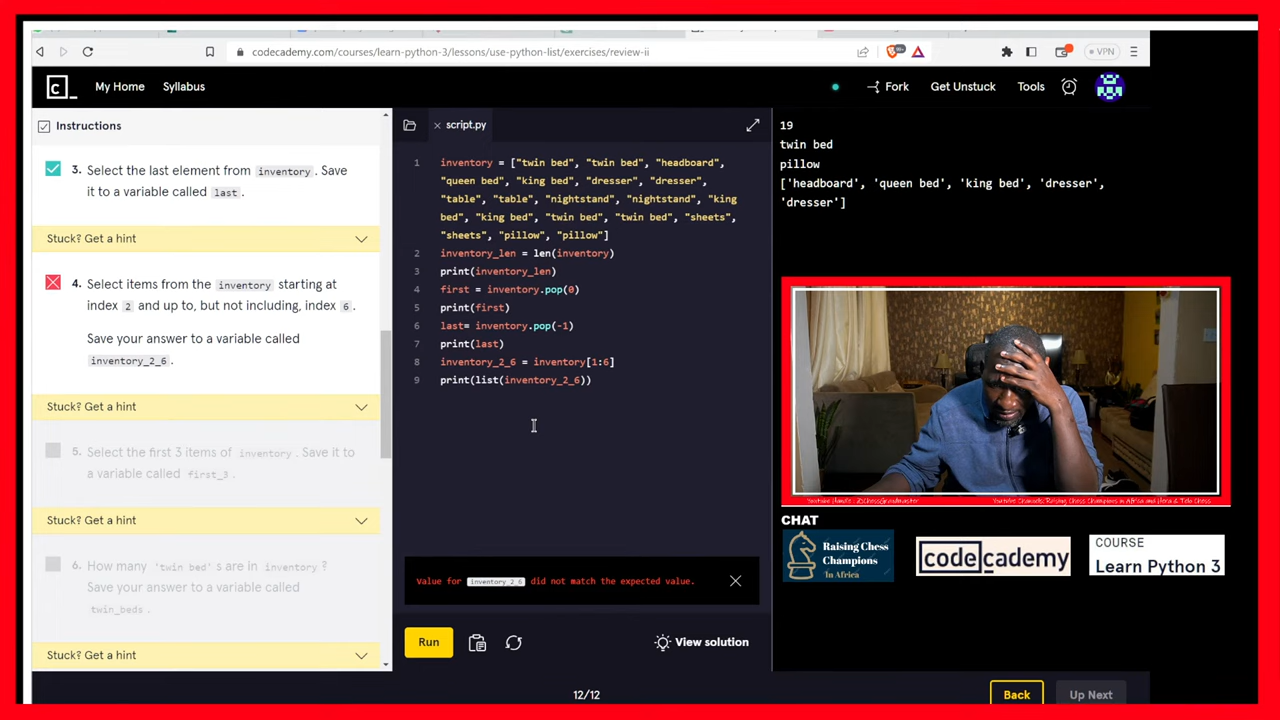 codecademy.com/courses/learn-python-3/lessons/use-python-list/exercises/review-ii
VPN
My Home
Syllabus
Fork
Get Unstuck
Tools
Instructions
3. Select the last element from inventory. Save
it to a variable called last.
Stuck? Get a hint
4. Select items from the inventory starting at
index 2 and up to, but not including, index 6.
Save your answer to a variable called
inventory_2_6.
Stuck? Get a hint
5. Select the first 3 items of inventory. Save it to
a variable called first_3.
Stuck? Get a hint
6. How many 'twin bed's are in inventory?
Save your answer to a variable called
twin_beds.
Stuck? Get a hint
script.py
1 inventory = ["twin bed", "twin bed", "headboard",
"queen bed", "king bed", "dresser", "dresser",
"table", "table", "nightstand", "nightstand", "king
bed", "king bed", "twin bed", "twin bed", "sheets",
"sheets", "pillow", "pillow"]
2 inventory_len = len(inventory)
3 print(inventory_len)
4 first = inventory.pop(0)
5 print(first)
6 last= inventory.pop(-1)
7 print(last)
8 inventory_2_6 = inventory[1:6]
9 print(list(inventory_2_6))
Value for inventory_2_6 did not match the expected value.
Run
View solution
12/12
Back
Up Next
19
twin bed
pillow
['headboard', 'queen bed', 'king bed', 'dresser',
'dresser']
CHAT
Raising Chess
Champions
In Africa
codecademy
COURSE
Learn Python 3